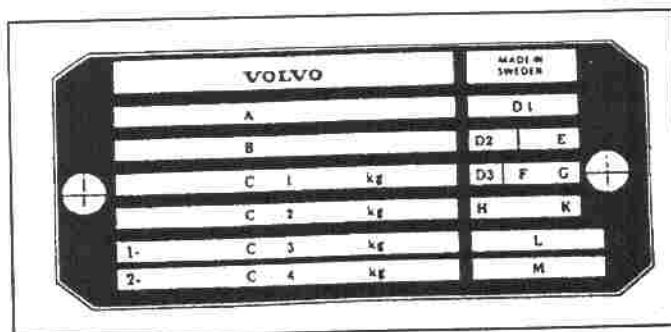 VOLVO
MADE IN
SWEDEN
A
D1
B
D2 E
C 1 kg
D3 F G
C 2 kg
H K
1- C 3 kg
L
2- C 4 kg
M